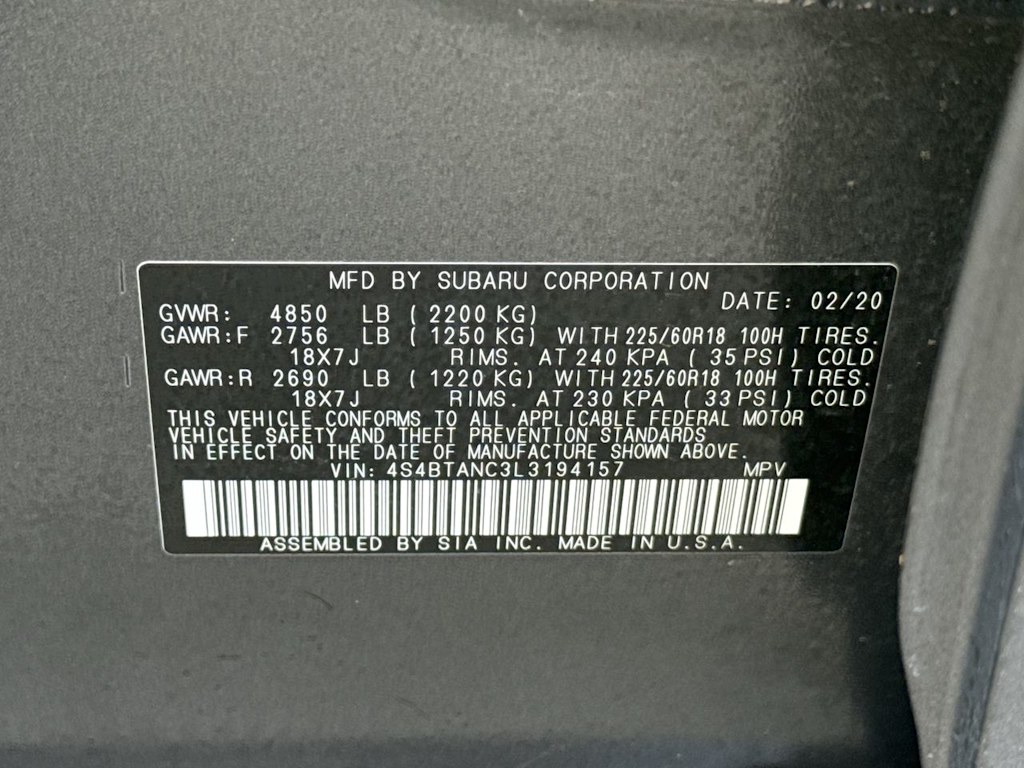 MFD BY SUBARU CORPORATION
DATE: 02/20
GVWR: 4850 LB ( 2200 KG)
GAWR:F 2756 LB ( 1250 KG) WITH 225/60R18 100H TIRES.
18X7J RIMS. AT 240 KPA ( 35 PSI) COLD
GAWR:R 2690 LB ( 1220 KG) WITH 225/60R18 100H TIRES.
18X7J RIMS. AT 230 KPA ( 33 PSI) COLD
THIS VEHICLE CONFORMS TO ALL APPLICABLE FEDERAL MOTOR
VEHICLE SAFETY AND THEFT PREVENTION STANDARDS
IN EFFECT ON THE DATE OF MANUFACTURE SHOWN ABOVE.
VIN: 4S4BTANC3L3194157 MPV
ASSEMBLED BY SIA INC. MADE IN U.S.A.